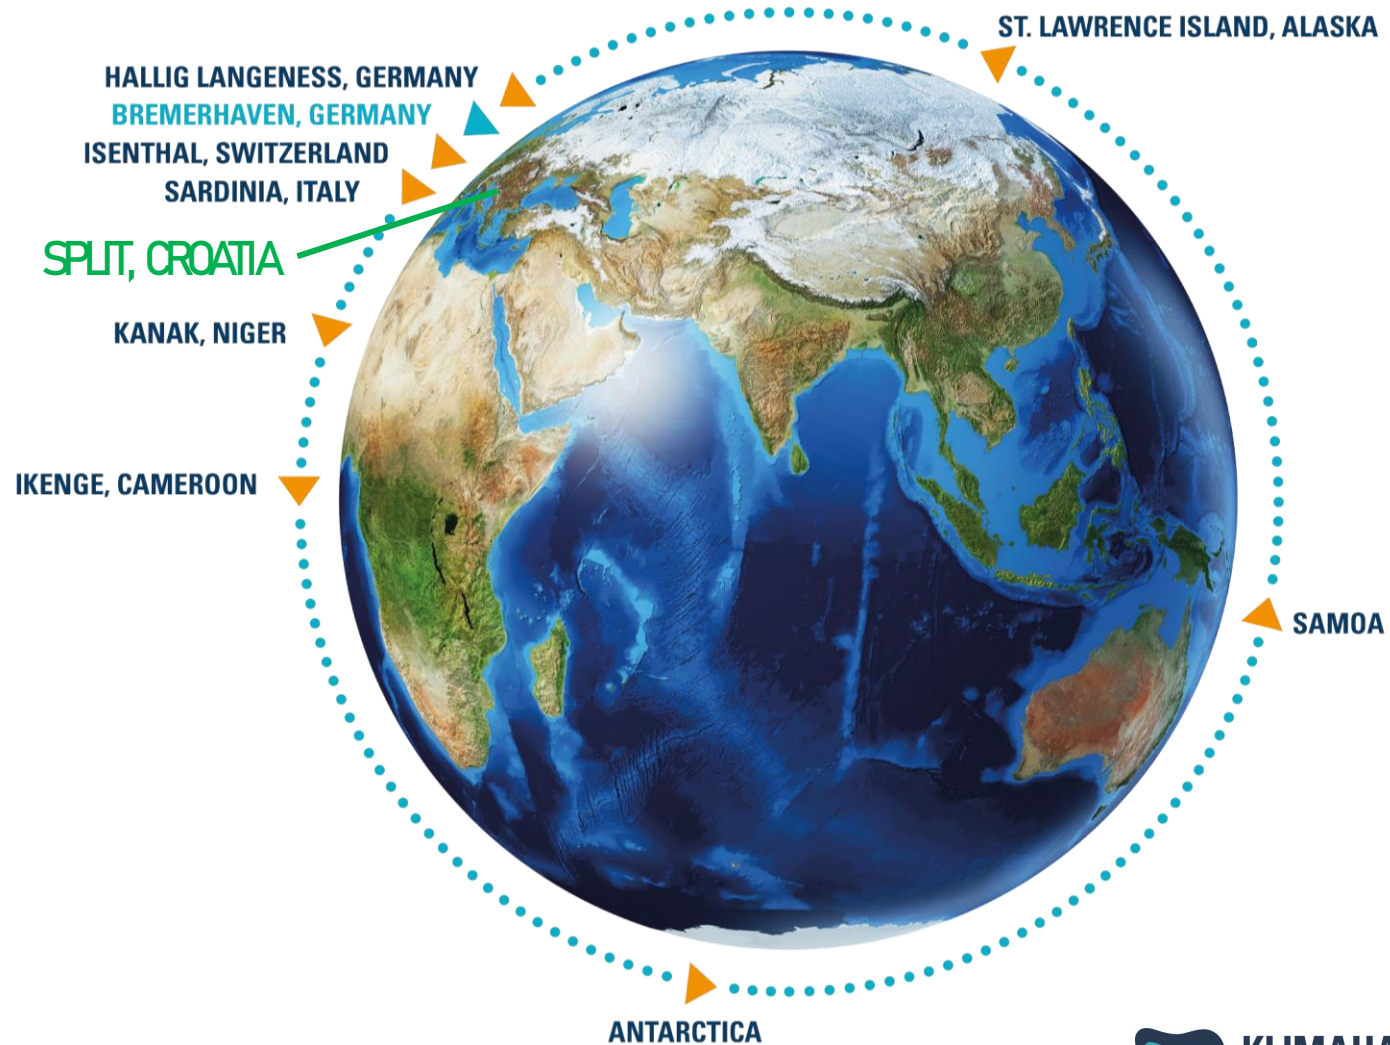 ST. LAWRENCE ISLAND, ALASKA
HALLIG LANGENESS, GERMANY
BREMERHAVEN, GERMANY
ISENTHAL, SWITZERLAND
SARDINIA, ITALY
SPLIT, CROATIA
KANAK, NIGER
IKENGE, CAMEROON
SAMOA
ANTARCTICA